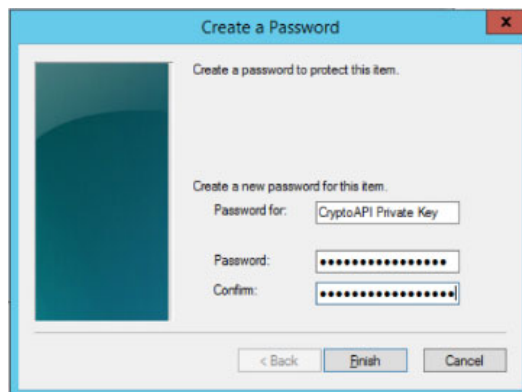 Create a Password
x
Create a password to protect this item.
Create a new password for this item.
Password for: CryptoAPI Private Key
Password: ••••••••••••••••
Confirm: •••••••••••••••••
< Back Finish Cancel